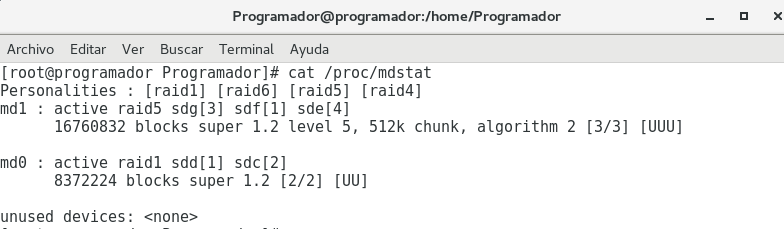 Programador@programador:/home/Programador
Archivo Editar Ver Buscar Terminal Ayuda
[root@programador Programador]# cat /proc/mdstat
Personalities : [raid1] [raid6] [raid5] [raid4]
md1 : active raid5 sdg[3] sdf[1] sde[4]
16760832 blocks super 1.2 level 5, 512k chunk, algorithm 2 [3/3] [UUU]
md0 : active raid1 sdd[1] sdc[2]
8372224 blocks super 1.2 [2/2] [UU]
unused devices: <none>